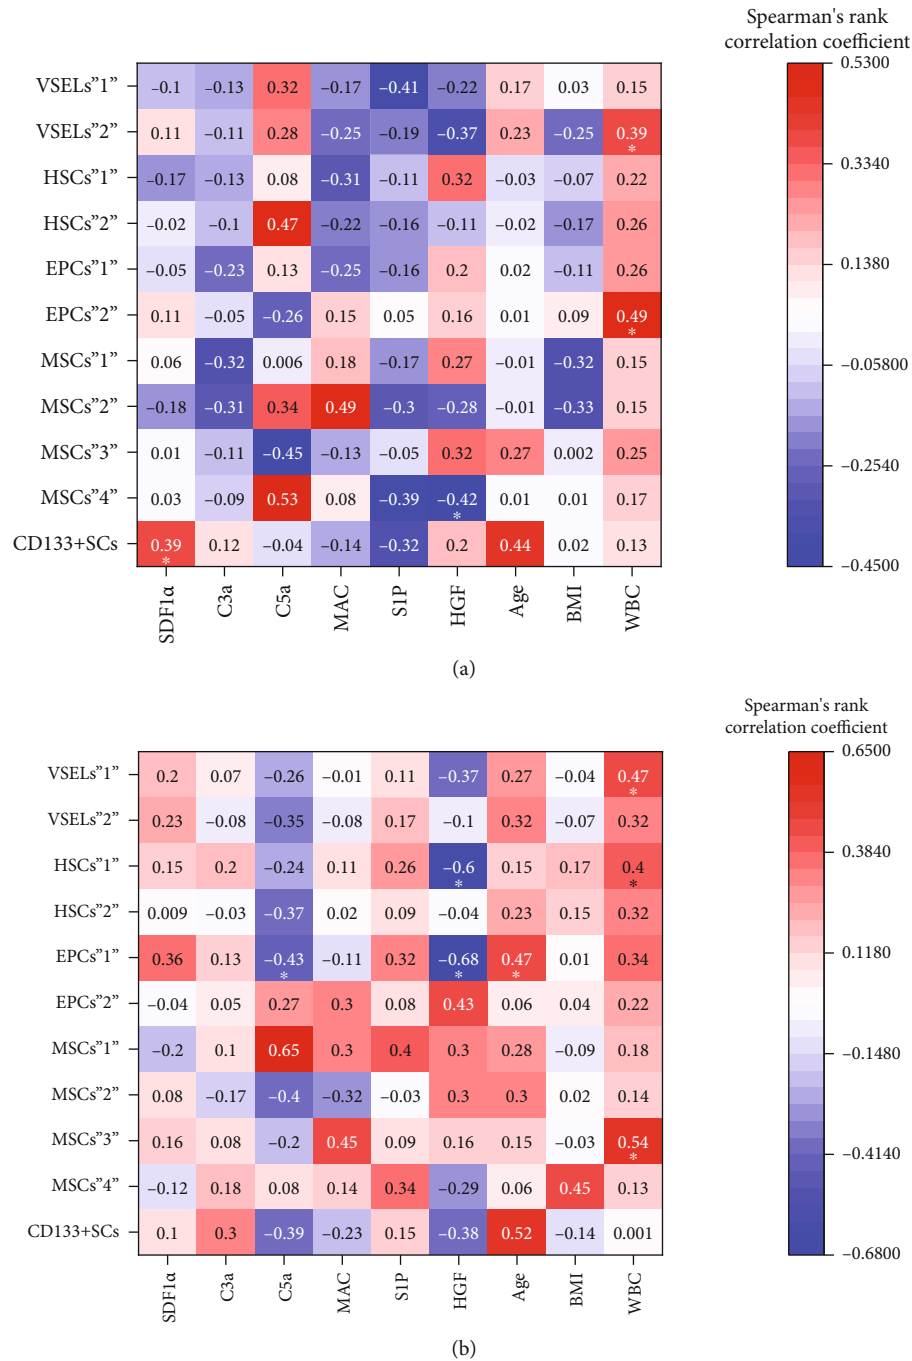 Spearman's rank
correlation coefficient
VSELs”1” –0.1 –0.13 0.32 –0.17 –0.41 –0.22 0.17 0.03 0.15
VSELs”2” 0.11 –0.11 0.28 –0.25 –0.19 –0.37 0.23 –0.25 0.39
*
HSCs”1” –0.17 –0.13 0.08 –0.31 –0.11 0.32 –0.03 –0.07 0.22
HSCs”2” –0.02 –0.1 0.47 –0.22 –0.16 –0.11 –0.02 –0.17 0.26
EPCs”1” –0.05 –0.23 0.13 –0.25 –0.16 0.2 0.02 –0.11 0.26
EPCs”2” 0.11 –0.05 –0.26 0.15 0.05 0.16 0.01 0.09 0.49
*
MSCs”1” 0.06 –0.32 0.006 0.18 –0.17 0.27 –0.01 –0.32 0.15
MSCs”2” –0.18 –0.31 0.34 0.49 –0.3 –0.28 –0.01 –0.33 0.15
MSCs”3” 0.01 –0.11 –0.45 –0.13 –0.05 0.32 0.27 0.002 0.25
MSCs”4” 0.03 –0.09 0.53 0.08 –0.39 –0.42 0.01 0.01 0.17
*
CD133+SCs 0.39 0.12 –0.04 –0.14 –0.32 0.2 0.44 0.02 0.13
*
SDF1α C3a C5a MAC S1P HGF Age BMI WBC
0.5300
0.3340
0.1380
–0.05800
–0.2540
–0.4500
(a)
Spearman's rank
correlation coefficient
VSELs”1” 0.2 0.07 –0.26 –0.01 0.11 –0.37 0.27 –0.04 0.47
*
VSELs”2” 0.23 –0.08 –0.35 –0.08 0.17 –0.1 0.32 –0.07 0.32
HSCs”1” 0.15 0.2 –0.24 0.11 0.26 –0.6 0.15 0.17 0.4
* *
HSCs”2” 0.009 –0.03 –0.37 0.02 0.09 –0.04 0.23 0.15 0.32
EPCs”1” 0.36 0.13 –0.43 –0.11 0.32 –0.68 0.47 0.01 0.34
* * *
EPCs”2” –0.04 0.05 0.27 0.3 0.08 0.43 0.06 0.04 0.22
MSCs”1” –0.2 0.1 0.65 0.3 0.4 0.3 0.28 –0.09 0.18
MSCs”2” 0.08 –0.17 –0.4 –0.32 –0.03 0.3 0.3 0.02 0.14
MSCs”3” 0.16 0.08 –0.2 0.45 0.09 0.16 0.15 –0.03 0.54
*
MSCs”4” –0.12 0.18 0.08 0.14 0.34 –0.29 0.06 0.45 0.13
CD133+SCs 0.1 0.3 –0.39 –0.23 0.15 –0.38 0.52 –0.14 0.001
SDF1α C3a C5a MAC S1P HGF Age BMI WBC
0.6500
0.3840
0.1180
–0.1480
–0.4140
–0.6800
(b)